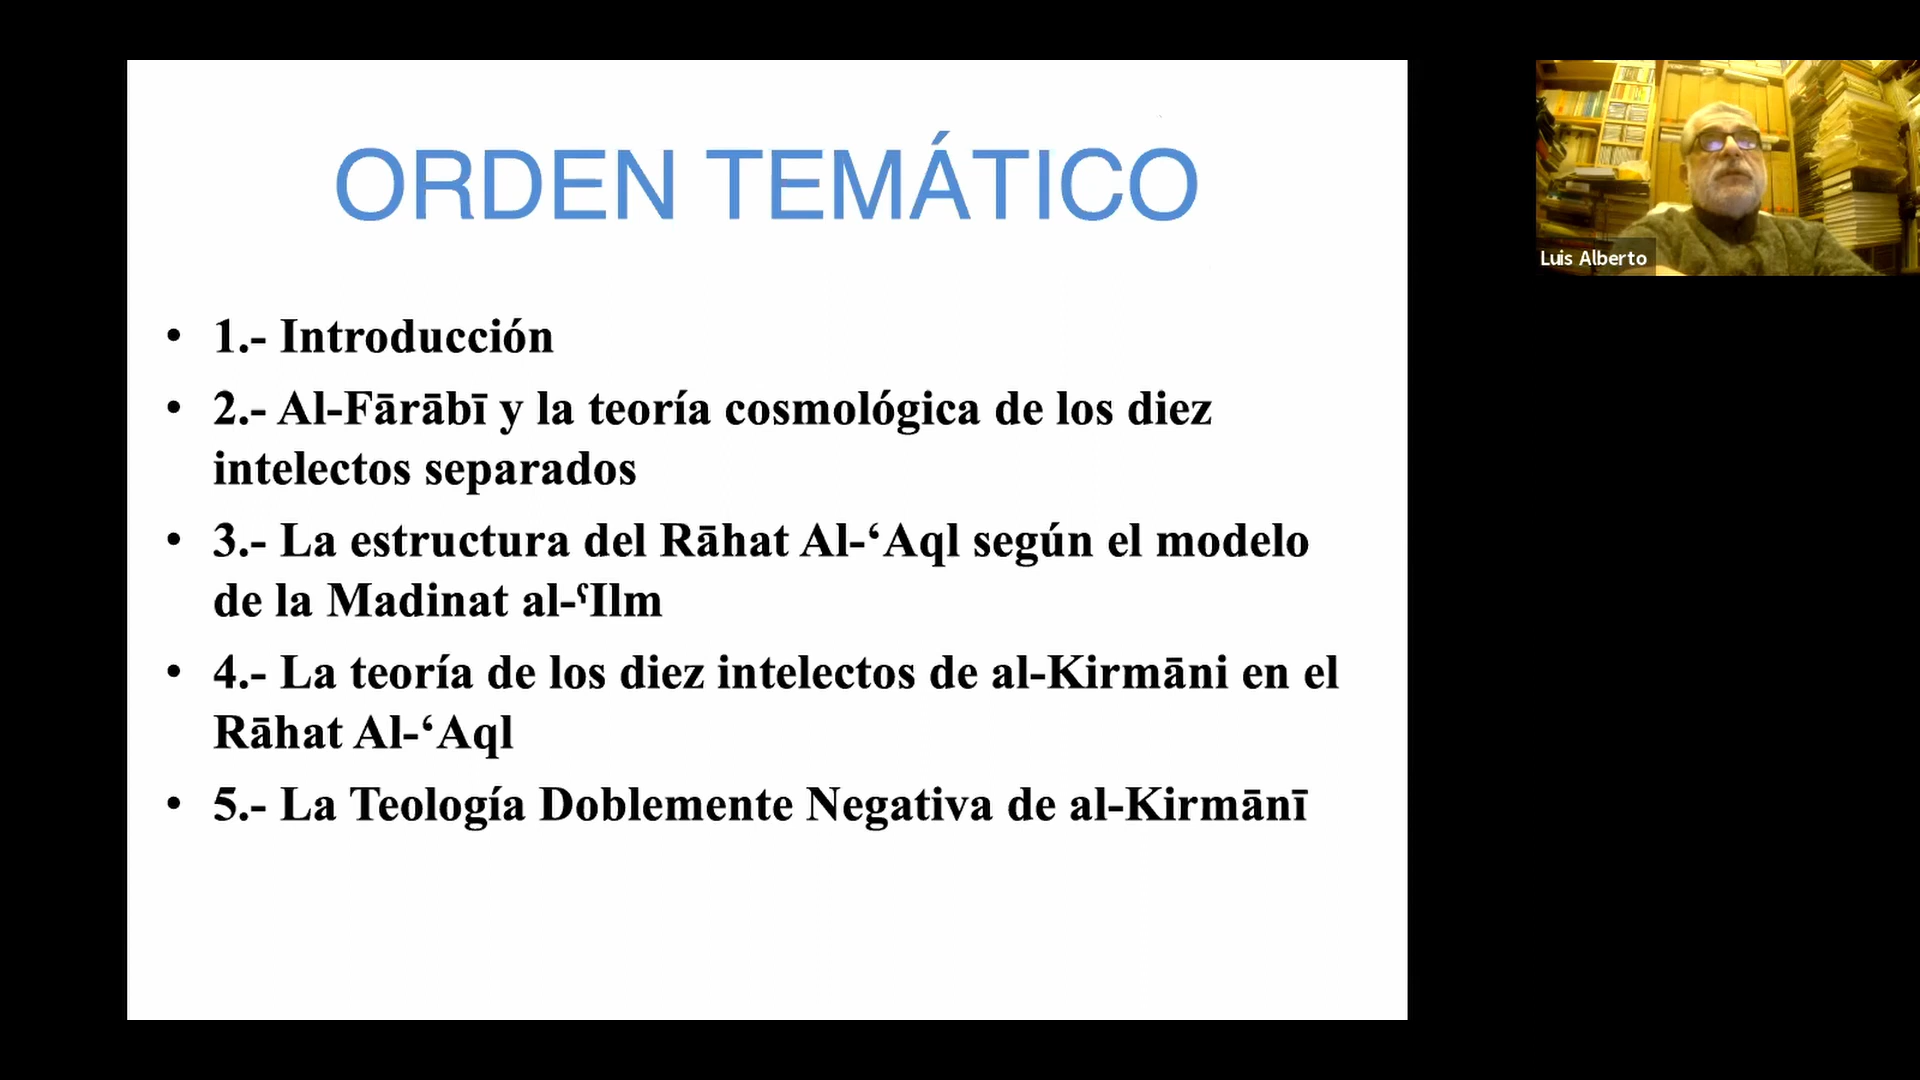 ORDEN TEMÁTICO
• 1.- Introducción
• 2.- Al-Fārābī y la teoría cosmológica de los diez
intelectos separados
• 3.- La estructura del Rāhat Al-‘Aql según el modelo
de la Madinat al-ˁIlm
• 4.- La teoría de los diez intelectos de al-Kirmāni en el
Rāhat Al-‘Aql
• 5.- La Teología Doblemente Negativa de al-Kirmānī
Luis Alberto